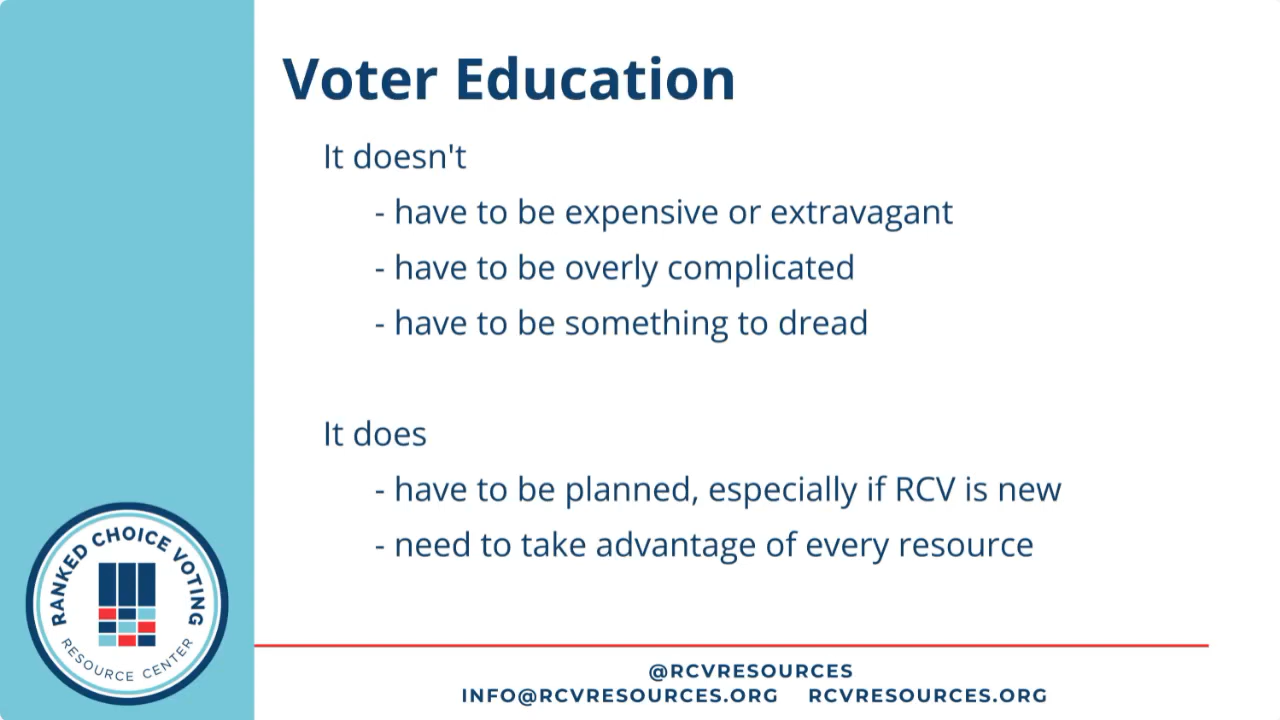 Voter Education
It doesn't
- have to be expensive or extravagant
- have to be overly complicated
- have to be something to dread
It does
- have to be planned, especially if RCV is new
- need to take advantage of every resource
RANKED CHOICE VOTING
RESOURCE CENTER
@RCVRESOURCES
INFO@RCVRESOURCES.ORG RCVRESOURCES.ORG